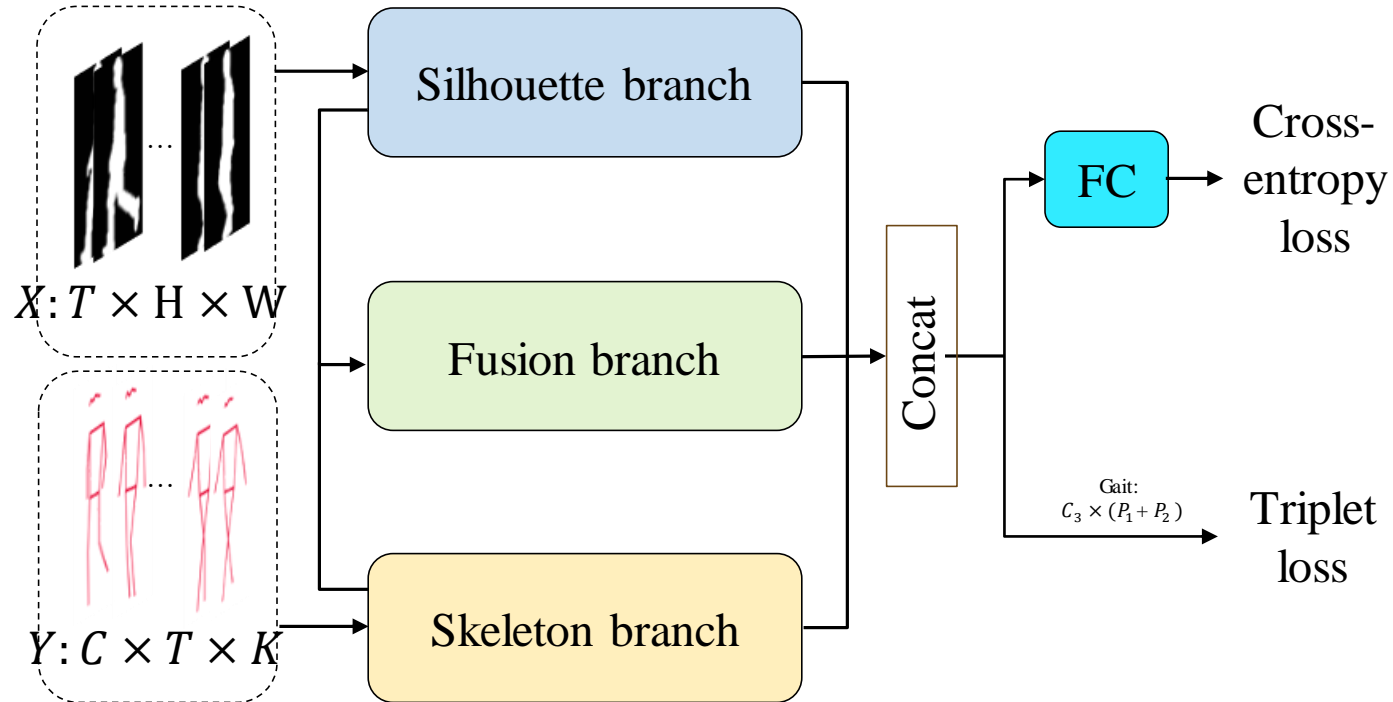 Silhouette branch
...
X: T × H × W
Fusion branch
...
Y: C × T × K
Skeleton branch
Concat
FC
Cross-
entropy
loss
Gait:
C₃ × (P₁ + P₂)
Triplet
loss